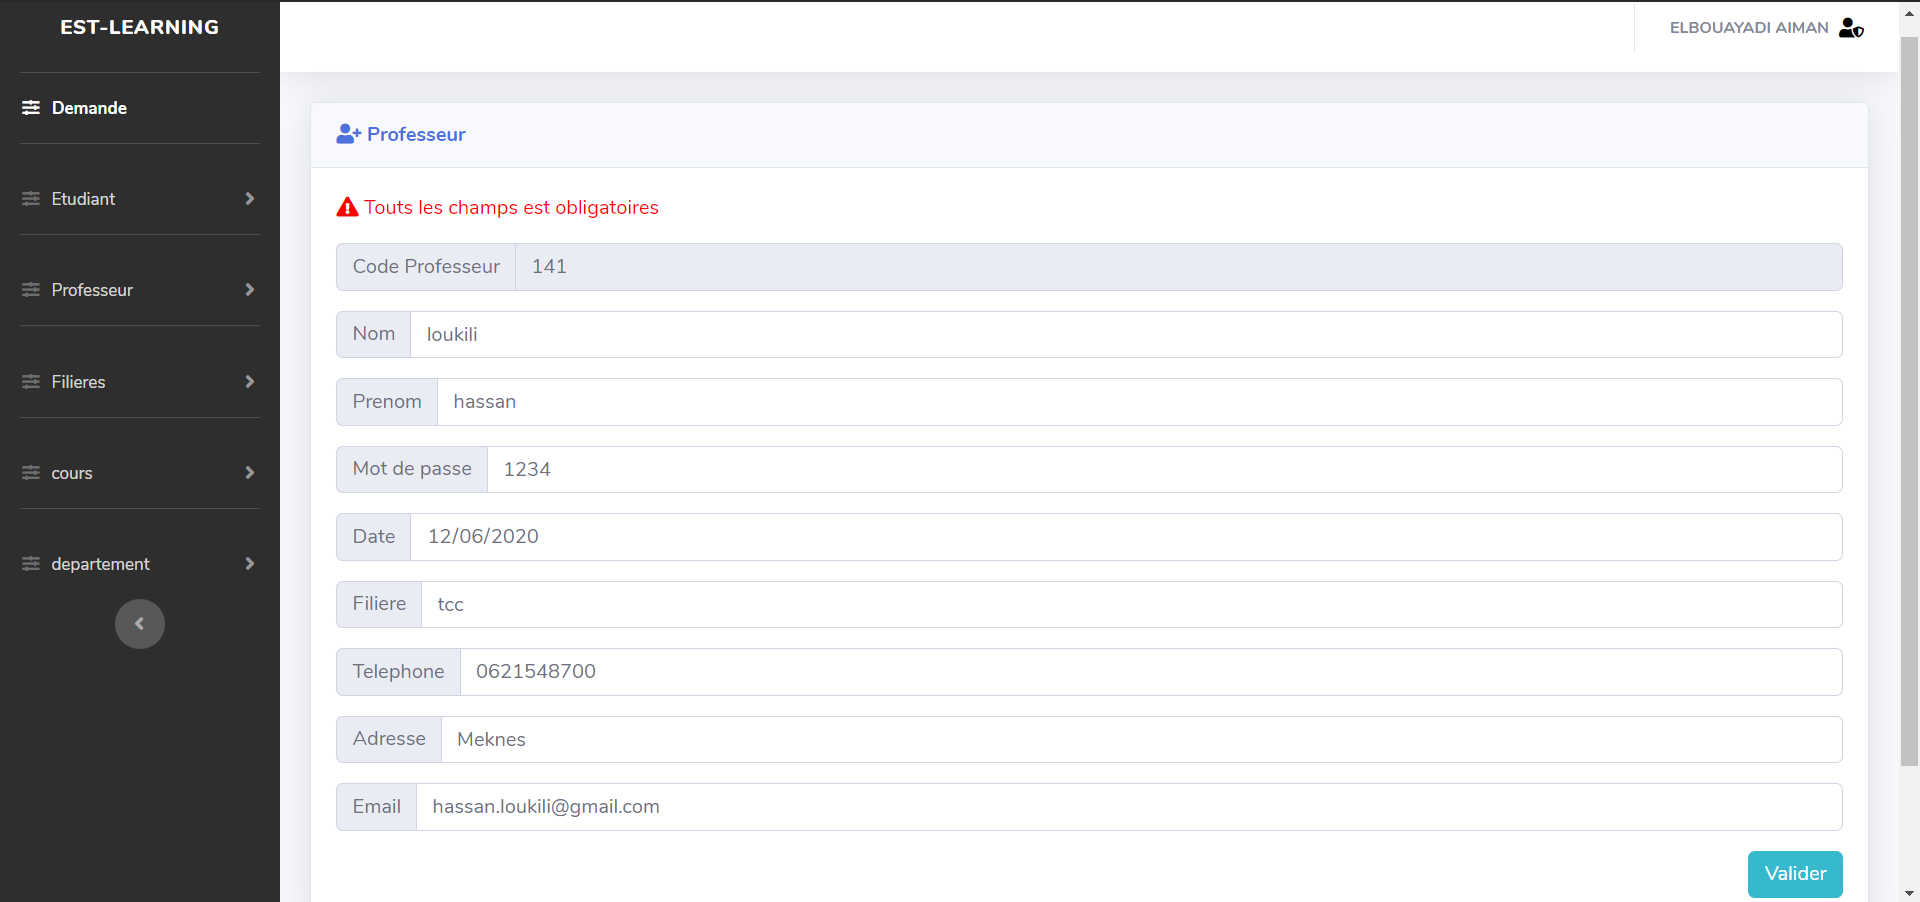 EST-LEARNING
ELBOUAYADI AIMAN
Demande
Etudiant
Professeur
Filieres
cours
departement
Professeur
Touts les champs est obligatoires
Code Professeur 141
Nom loukili
Prenom hassan
Mot de passe 1234
Date 12/06/2020
Filiere tcc
Telephone 0621548700
Adresse Meknes
Email hassan.loukili@gmail.com
Valider